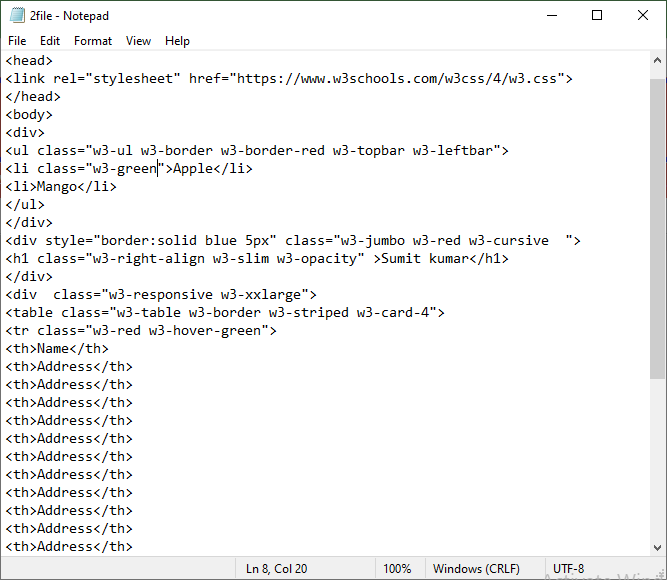 2file - Notepad
File Edit Format View Help
<head>
<link rel="stylesheet" href="https://www.w3schools.com/w3css/4/w3.css">
</head>
<body>
<div>
<ul class="w3-ul w3-border w3-border-red w3-topbar w3-leftbar">
<li class="w3-green">Apple</li>
<li>Mango</li>
</ul>
</div>
<div style="border:solid blue 5px" class="w3-jumbo w3-red w3-cursive  ">
<h1 class="w3-right-align w3-slim w3-opacity" >Sumit kumar</h1>
</div>
<div  class="w3-responsive w3-xxlarge">
<table class="w3-table w3-border w3-striped w3-card-4">
<tr class="w3-red w3-hover-green">
<th>Name</th>
<th>Address</th>
<th>Address</th>
<th>Address</th>
<th>Address</th>
<th>Address</th>
<th>Address</th>
<th>Address</th>
<th>Address</th>
<th>Address</th>
<th>Address</th>
<th>Address</th>
Ln 8, Col 20 100% Windows (CRLF) UTF-8